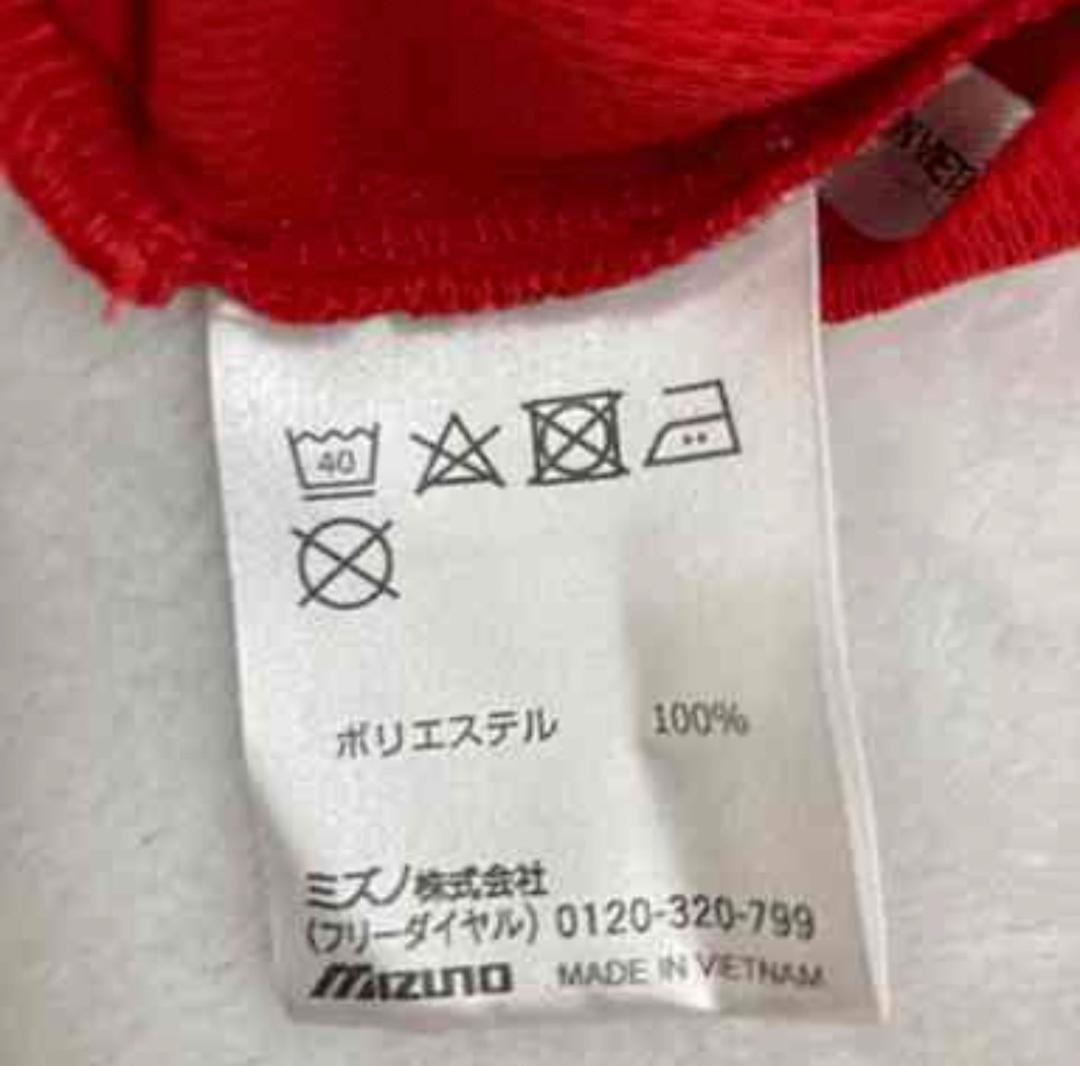 N VIET
40
ポリエステル 100%
ミズノ株式会社
(フリーダイヤル) 0120-320-799
mizuno MADE IN VIETNAM